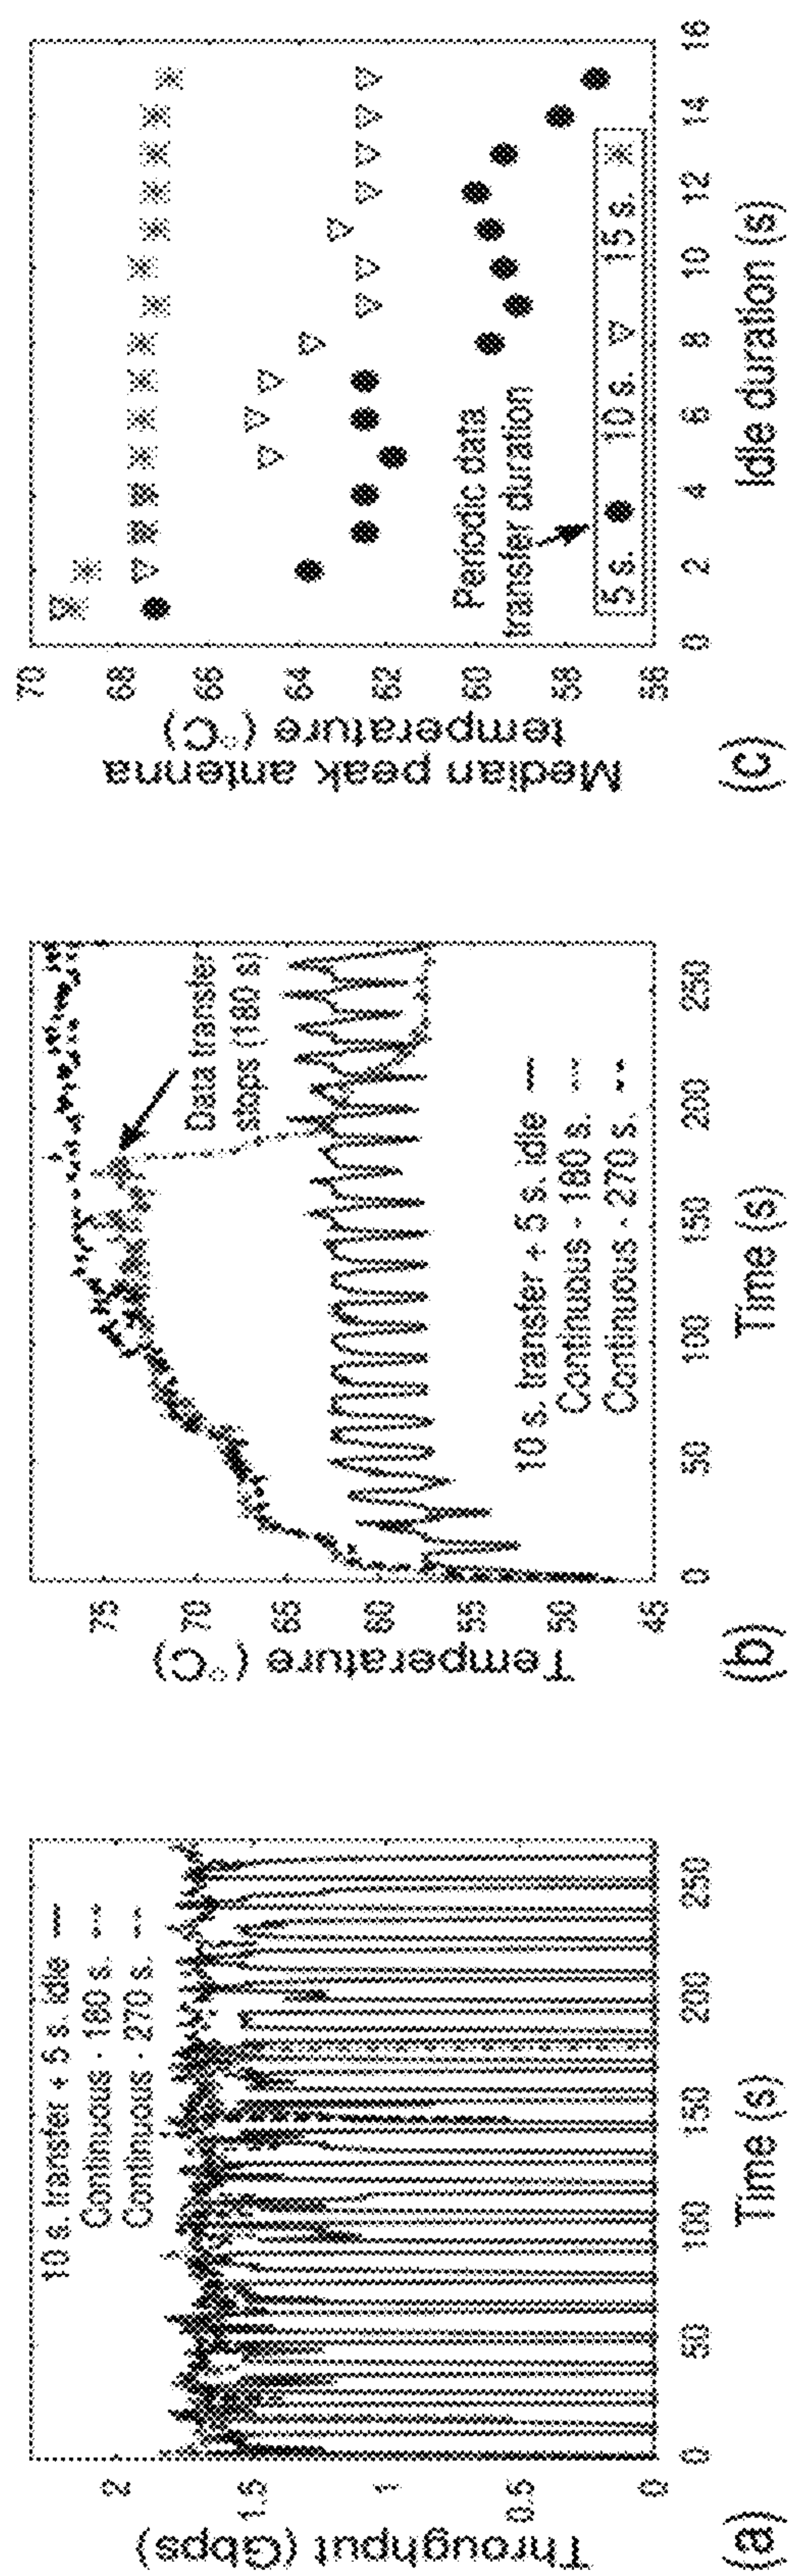 Throughput (Gbps)
2
1.5
1
0.5
0
10 s. transfer + 5 s. idle
Continuous - 180 s.
Continuous - 270 s.
0 50 100 150 200 250
Time (s)
(a)
Temperature (°C)
75
70
65
60
55
50
45
Data transfer
stops (180 s)
10 s. transfer + 5 s. idle
Continuous - 180 s.
Continuous - 270 s.
0 50 100 150 200 250
Time (s)
(b)
Median peak antenna
temperature (°C)
70
68
66
64
62
60
58
56
Periodic data
transfer duration
5 s. 10 s. 15 s.
0 2 4 6 8 10 12 14 16
Idle duration (s)
(c)